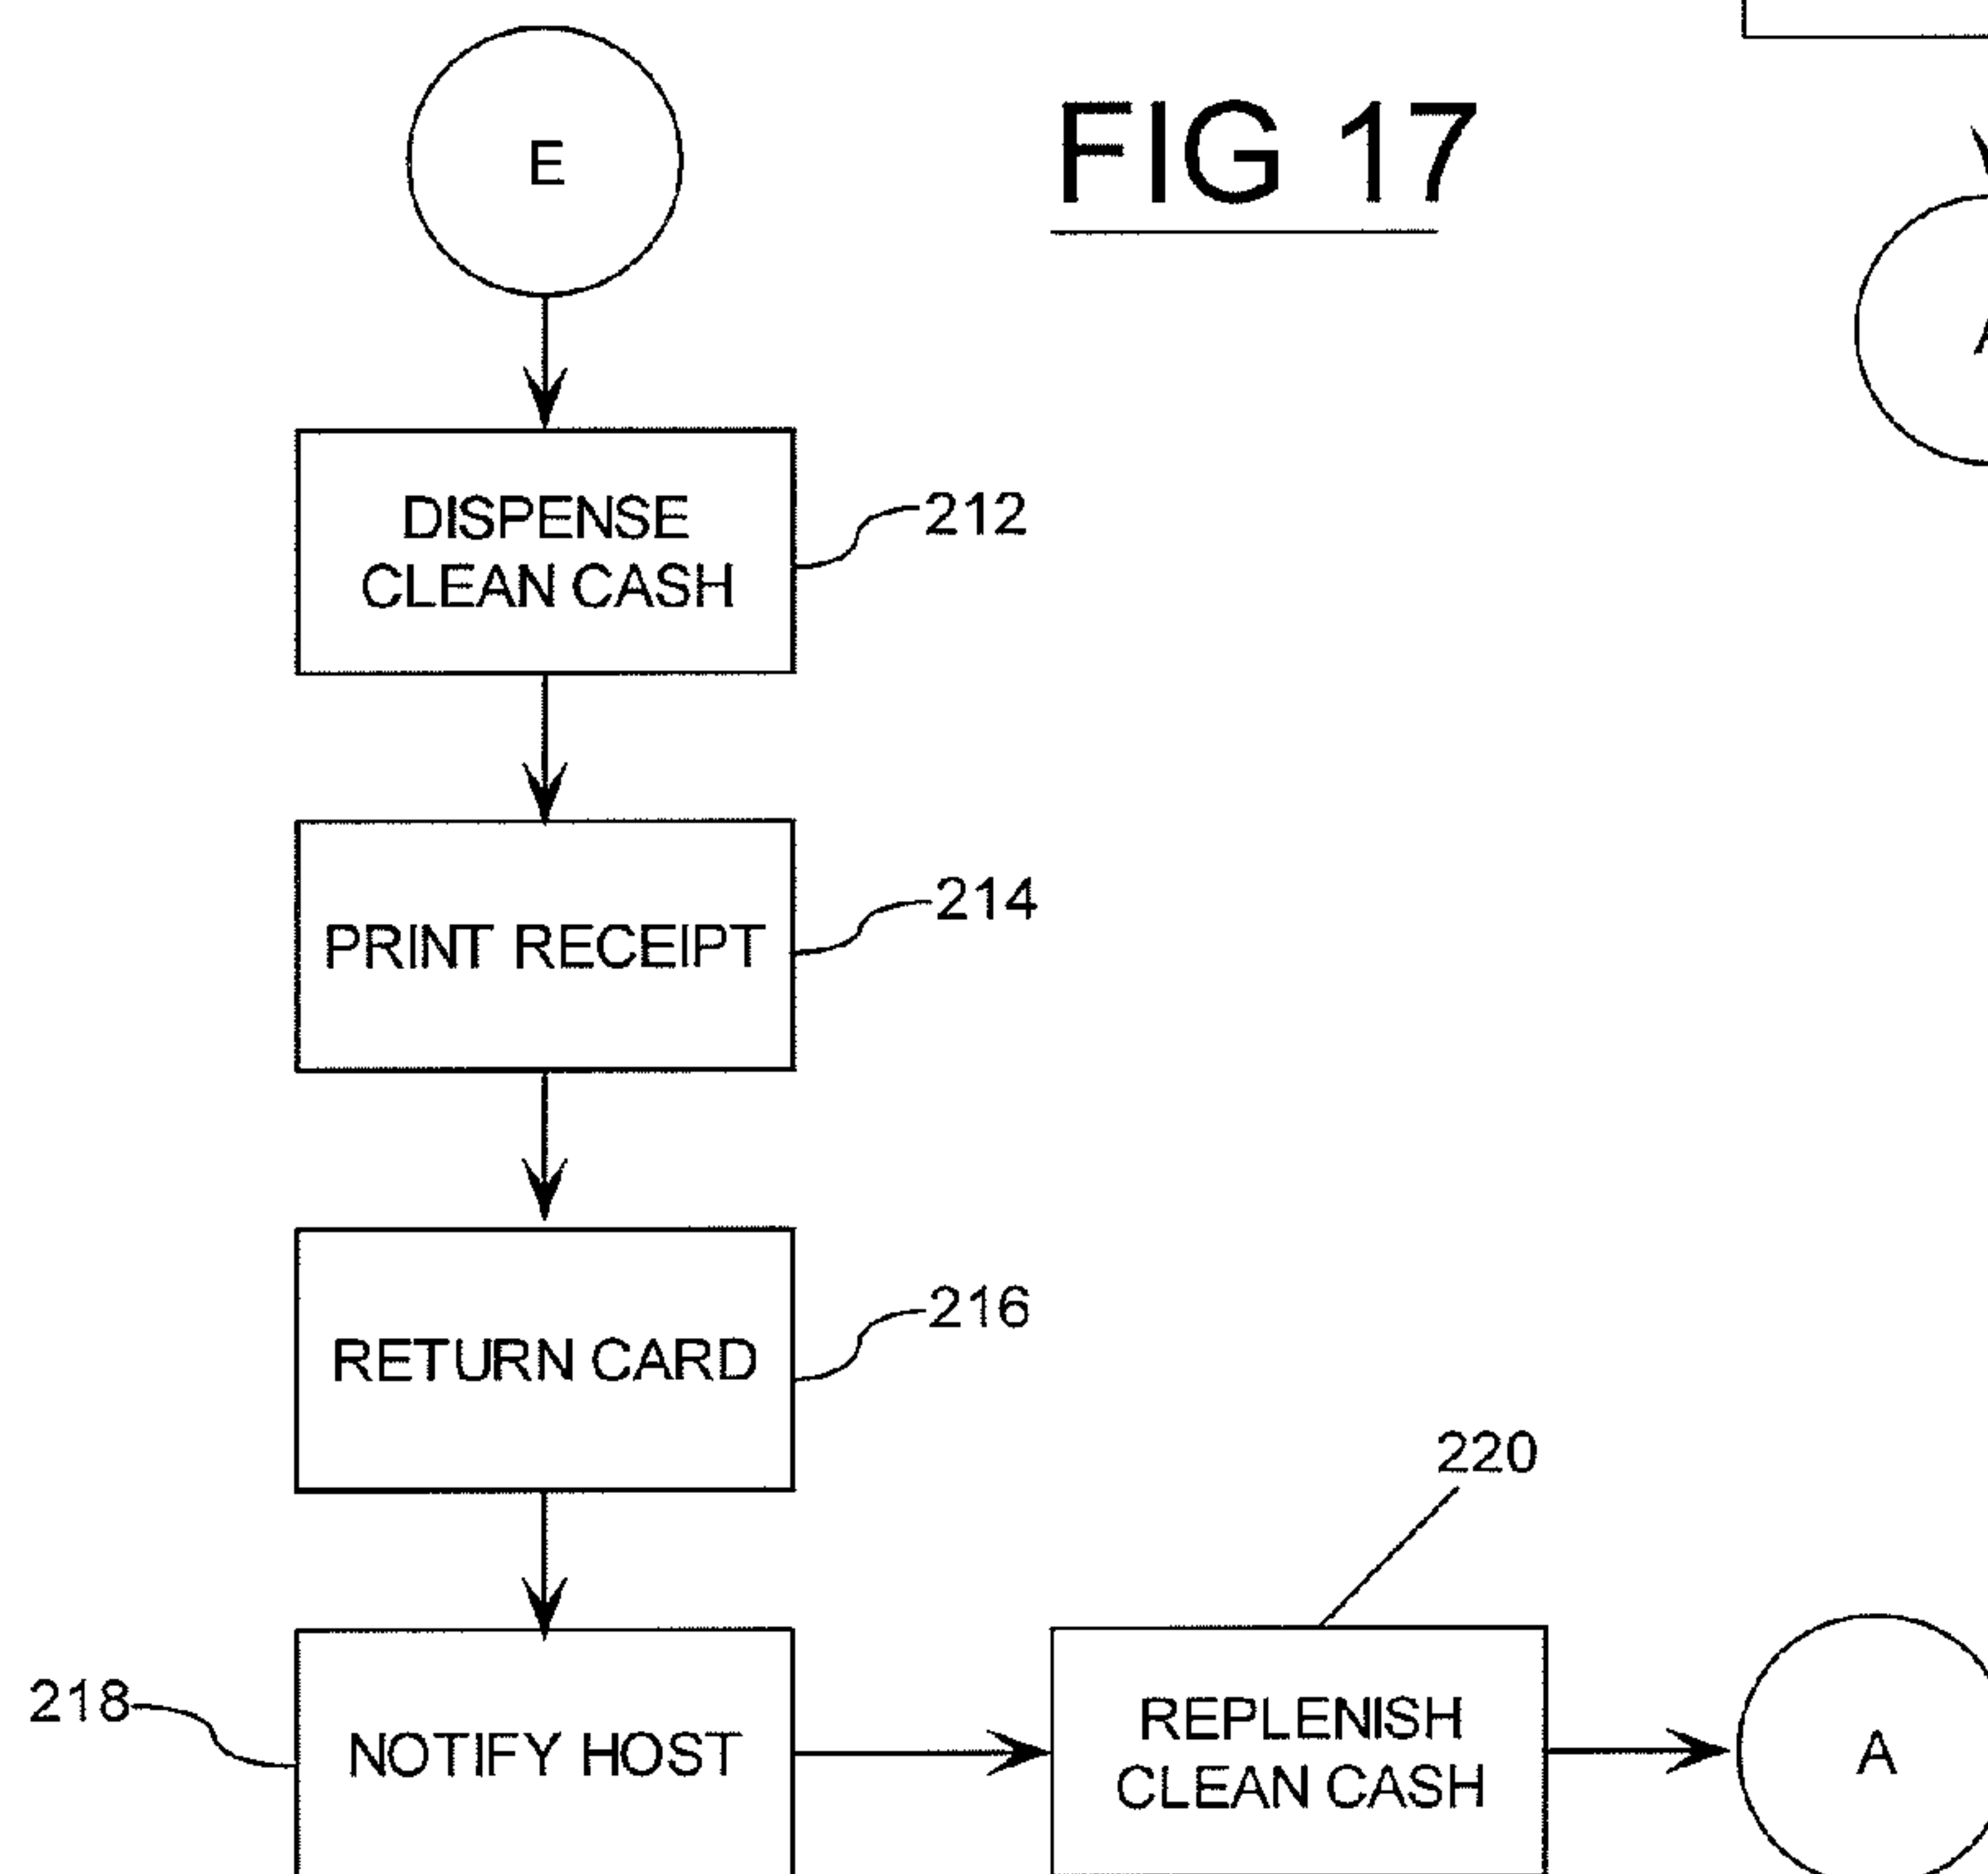 E
FIG 17
A
DISPENSE
CLEAN CASH
212
PRINT RECEIPT
214
RETURN CARD
216
220
218
NOTIFY HOST
REPLENISH
CLEAN CASH
A